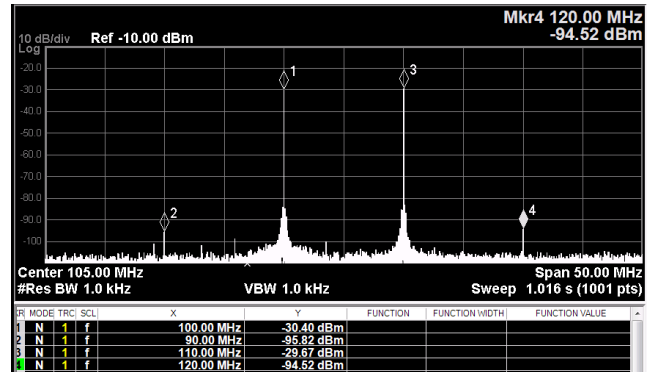 Mkr4 120.00 MHz
10 dB/div Ref -10.00 dBm -94.52 dBm
Log
-20.0
1
3
-30.0
-40.0
-50.0
-60.0
-70.0
-80.0
2
4
-90.0
-100
Center 105.00 MHz Span 50.00 MHz
#Res BW 1.0 kHz VBW 1.0 kHz Sweep 1.016 s (1001 pts)
MODE TRC SCL X Y FUNCTION FUNCTION WIDTH FUNCTION VALUE
1 N 1 f 100.00 MHz -30.40 dBm
2 N 1 f 90.00 MHz -95.82 dBm
3 N 1 f 110.00 MHz -29.67 dBm
4 N 1 f 120.00 MHz -94.52 dBm